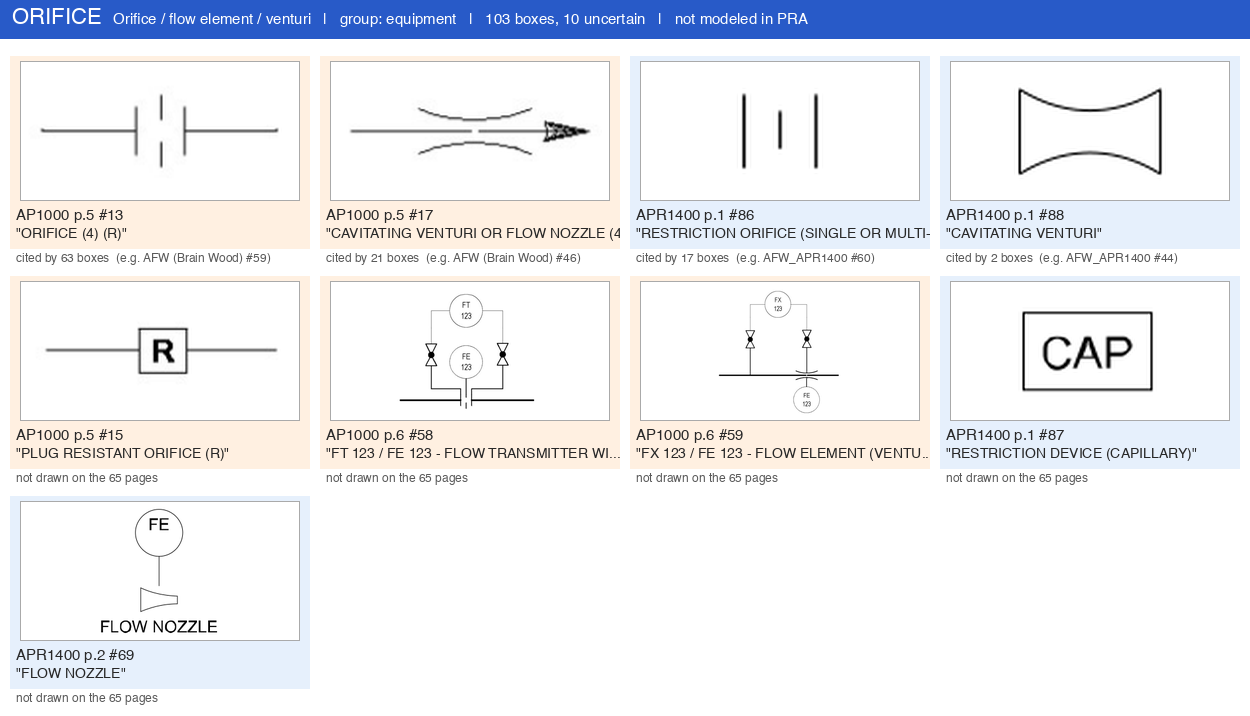 ORIFICE Orifice / flow element / venturi | group: equipment | 103 boxes, 10 uncertain | not modeled in PRA
AP1000 p.5 #13
"ORIFICE (4) (R)"
cited by 63 boxes (e.g. AFW (Brain Wood) #59)
AP1000 p.5 #17
"CAVITATING VENTURI OR FLOW NOZZLE (4
cited by 21 boxes (e.g. AFW (Brain Wood) #46)
APR1400 p.1 #86
"RESTRICTION ORIFICE (SINGLE OR MULTI-
cited by 17 boxes (e.g. AFW_APR1400 #60)
APR1400 p.1 #88
"CAVITATING VENTURI"
cited by 2 boxes (e.g. AFW_APR1400 #44)
R
AP1000 p.5 #15
"PLUG RESISTANT ORIFICE (R)"
not drawn on the 65 pages
FT
123
FE
123
AP1000 p.6 #58
"FT 123 / FE 123 - FLOW TRANSMITTER WI...
not drawn on the 65 pages
FX
123
FE
123
AP1000 p.6 #59
"FX 123 / FE 123 - FLOW ELEMENT (VENTU..
not drawn on the 65 pages
CAP
APR1400 p.1 #87
"RESTRICTION DEVICE (CAPILLARY)"
not drawn on the 65 pages
FE
FLOW NOZZLE
APR1400 p.2 #69
"FLOW NOZZLE"
not drawn on the 65 pages